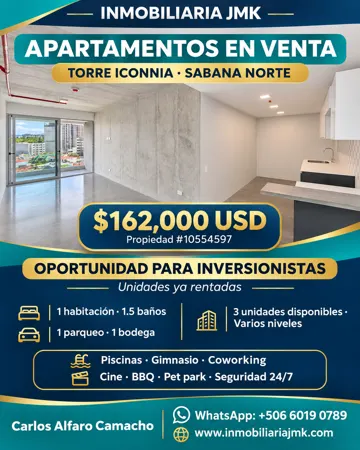 INMOBILIARIA JMK
APARTAMENTOS EN VENTA
TORRE ICONNIA · SABANA NORTE
$162,000 USD
Propiedad #10554597
OPORTUNIDAD PARA INVERSIONISTAS
Unidades ya rentadas
1 habitación · 1.5 baños
1 parqueo · 1 bodega
3 unidades disponibles ·
Varios niveles
Piscinas · Gimnasio · Coworking
Cine · BBQ · Pet park · Seguridad 24/7
Carlos Alfaro Camacho
WhatsApp: +506 6019 0789
www.inmobiliariajmk.com